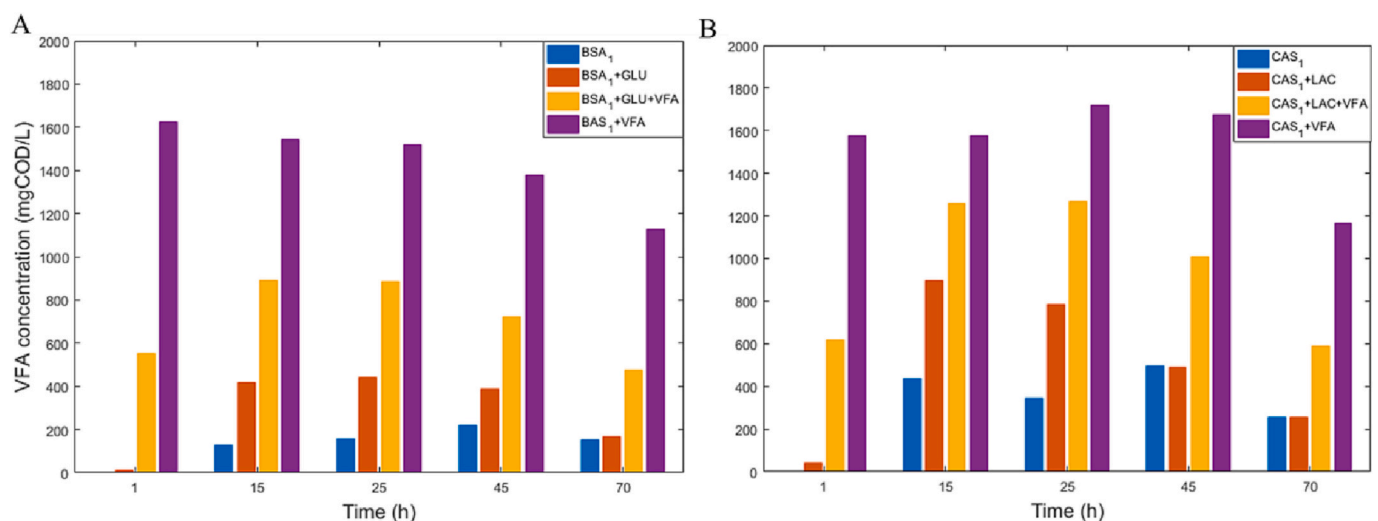 A
VFA concentration (mgCOD/L)
2000
1800
1600
1400
1200
1000
800
600
400
200
0
BSA₁
BSA₁+GLU
BSA₁+GLU+VFA
BAS₁+VFA
1 15 25 45 70
Time (h)
B
2000
1800
1600
1400
1200
1000
800
600
400
200
0
CAS₁
CAS₁+LAC
CAS₁+LAC+VFA
CAS₁+VFA
1 15 25 45 70
Time (h)